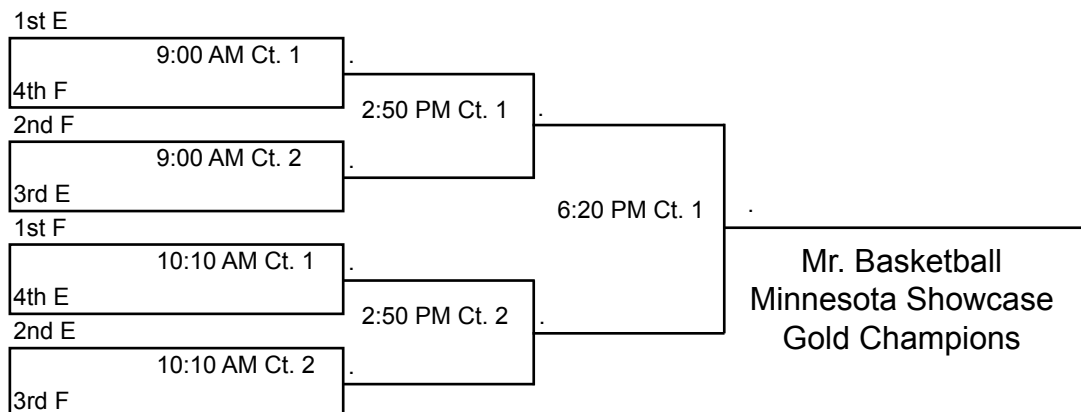 1st E
9:00 AM Ct. 1
.
4th F
2:50 PM Ct. 1
.
2nd F
9:00 AM Ct. 2
.
3rd E
6:20 PM Ct. 1
.
1st F
10:10 AM Ct. 1
.
4th E
2:50 PM Ct. 2
.
2nd E
10:10 AM Ct. 2
.
3rd F
Mr. Basketball
Minnesota Showcase
Gold Champions